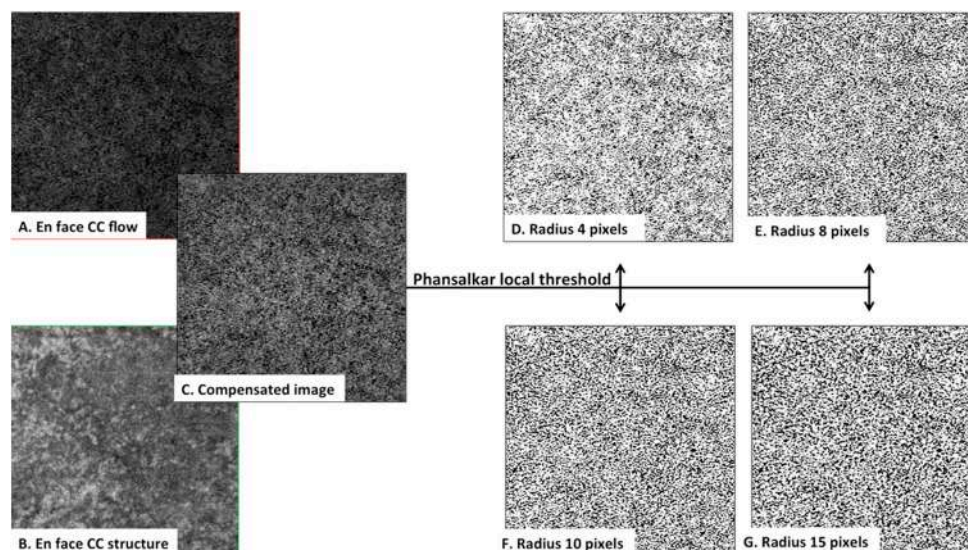 A. En face CC flow
D. Radius 4 pixels
E. Radius 8 pixels
Phansalkar local threshold
C. Compensated image
B. En face CC structure
F. Radius 10 pixels
G. Radius 15 pixels